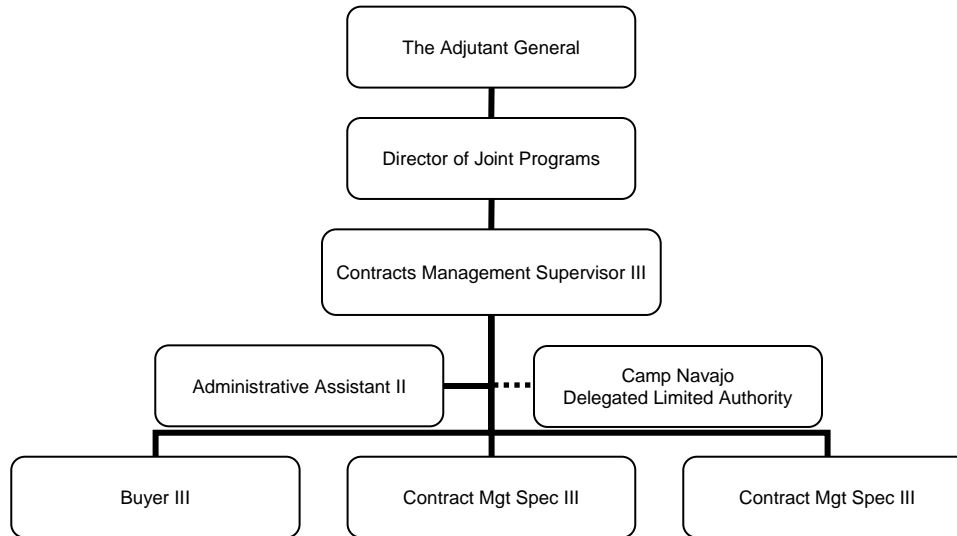 The Adjutant General
Director of Joint Programs
Contracts Management Supervisor III
Administrative Assistant II
Camp Navajo
Delegated Limited Authority
Buyer III
Contract Mgt Spec III
Contract Mgt Spec III